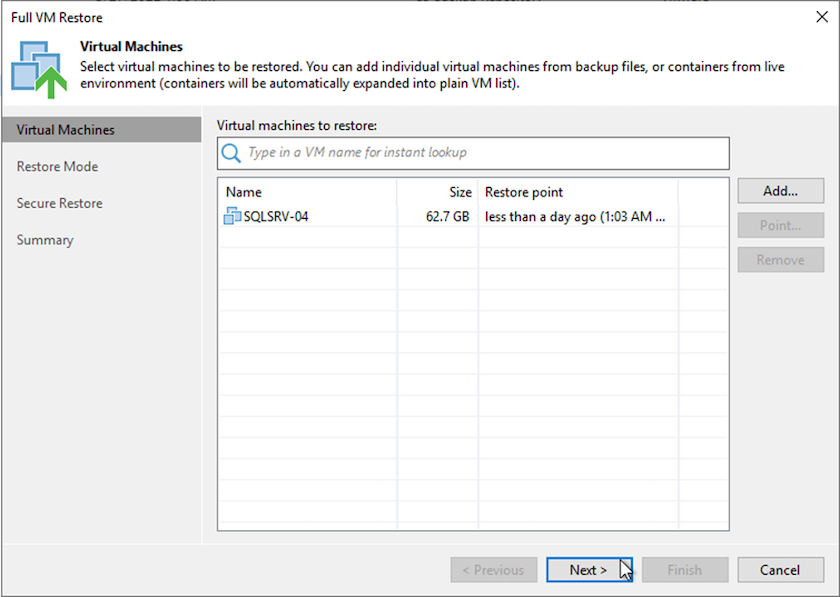 Full VM Restore
Virtual Machines
Select virtual machines to be restored. You can add individual virtual machines from backup files, or containers from live
environment (containers will be automatically expanded into plain VM list).
Virtual Machines
Restore Mode
Secure Restore
Summary
Virtual machines to restore:
Type in a VM name for instant lookup
Name Size Restore point
SQLSRV-04 62.7 GB less than a day ago (1:03 AM ...
Add...
Point...
Remove
< Previous Next > Finish Cancel